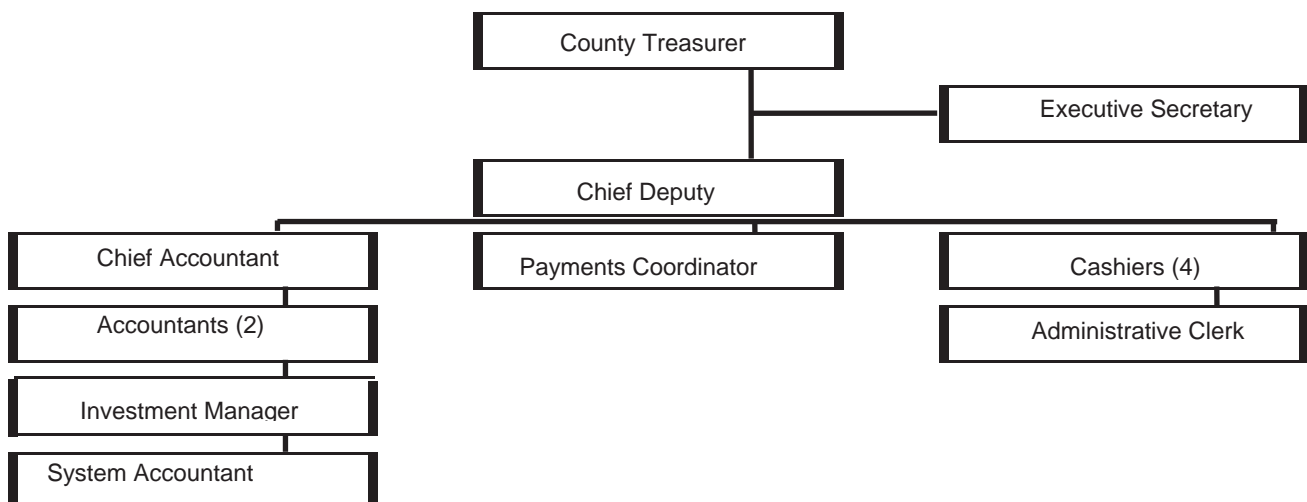 County Treasurer
Executive Secretary
Chief Deputy
Chief Accountant
Payments Coordinator
Cashiers (4)
Accountants (2)
Administrative Clerk
Investment Manager
System Accountant